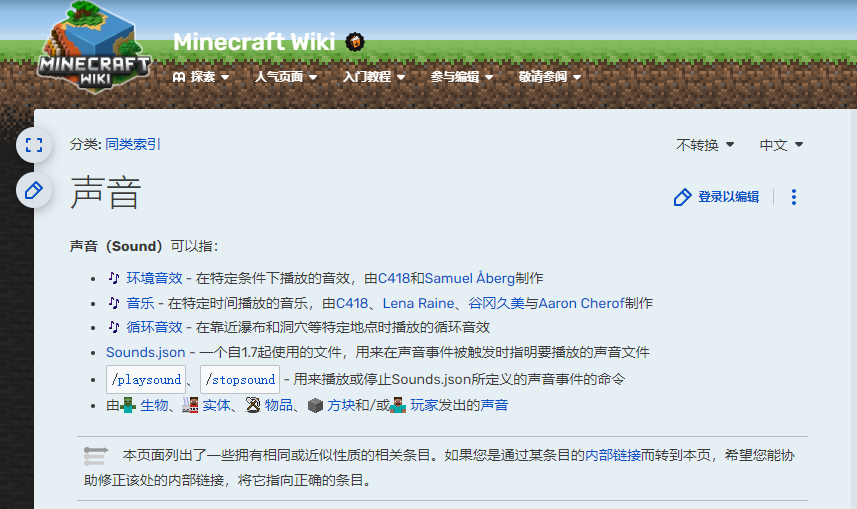 Minecraft Wiki
MINECRAFT
WIKI
探索 人气页面 入门教程 参与编辑 敬请参阅
分类: 同类索引 不转换 中文
声音
登录以编辑
声音（Sound）可以指：
环境音效 - 在特定条件下播放的音效，由C418和Samuel Åberg制作
音乐 - 在特定时间播放的音乐，由C418、Lena Raine、谷冈久美与Aaron Cherof制作
循环音效 - 在靠近瀑布和洞穴等特定地点时播放的循环音效
Sounds.json - 一个自1.7起使用的文件，用来在声音事件被触发时指明要播放的声音文件
/playsound、/stopsound - 用来播放或停止Sounds.json所定义的声音事件的命令
由生物、实体、物品、方块和/或玩家发出的声音
本页面列出了一些拥有相同或近似性质的相关条目。如果您是通过某条目的内部链接而转到本页，希望您能协
助修正该处的内部链接，将它指向正确的条目。